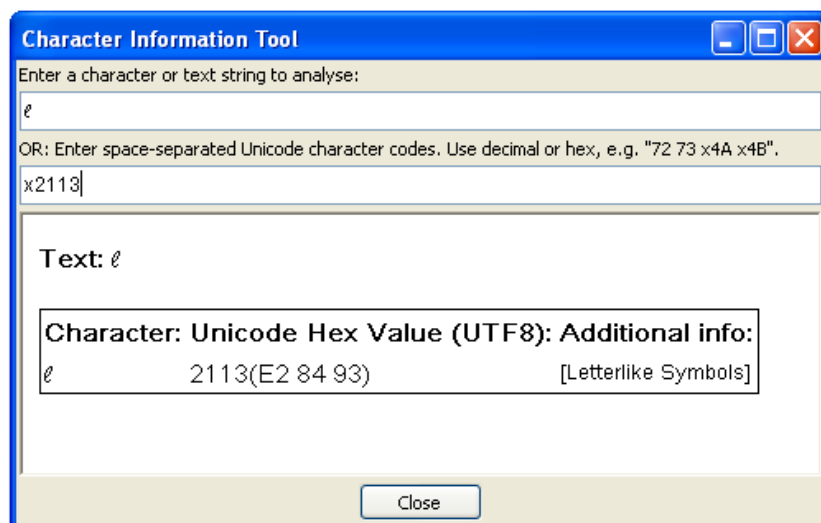 Character Information Tool
Enter a character or text string to analyse:
ℓ
OR: Enter space-separated Unicode character codes. Use decimal or hex, e.g. "72 73 x4A x4B".
x2113
Text: ℓ
Character: Unicode Hex Value (UTF8): Additional info:
ℓ 2113(E2 84 93) [Letterlike Symbols]
Close